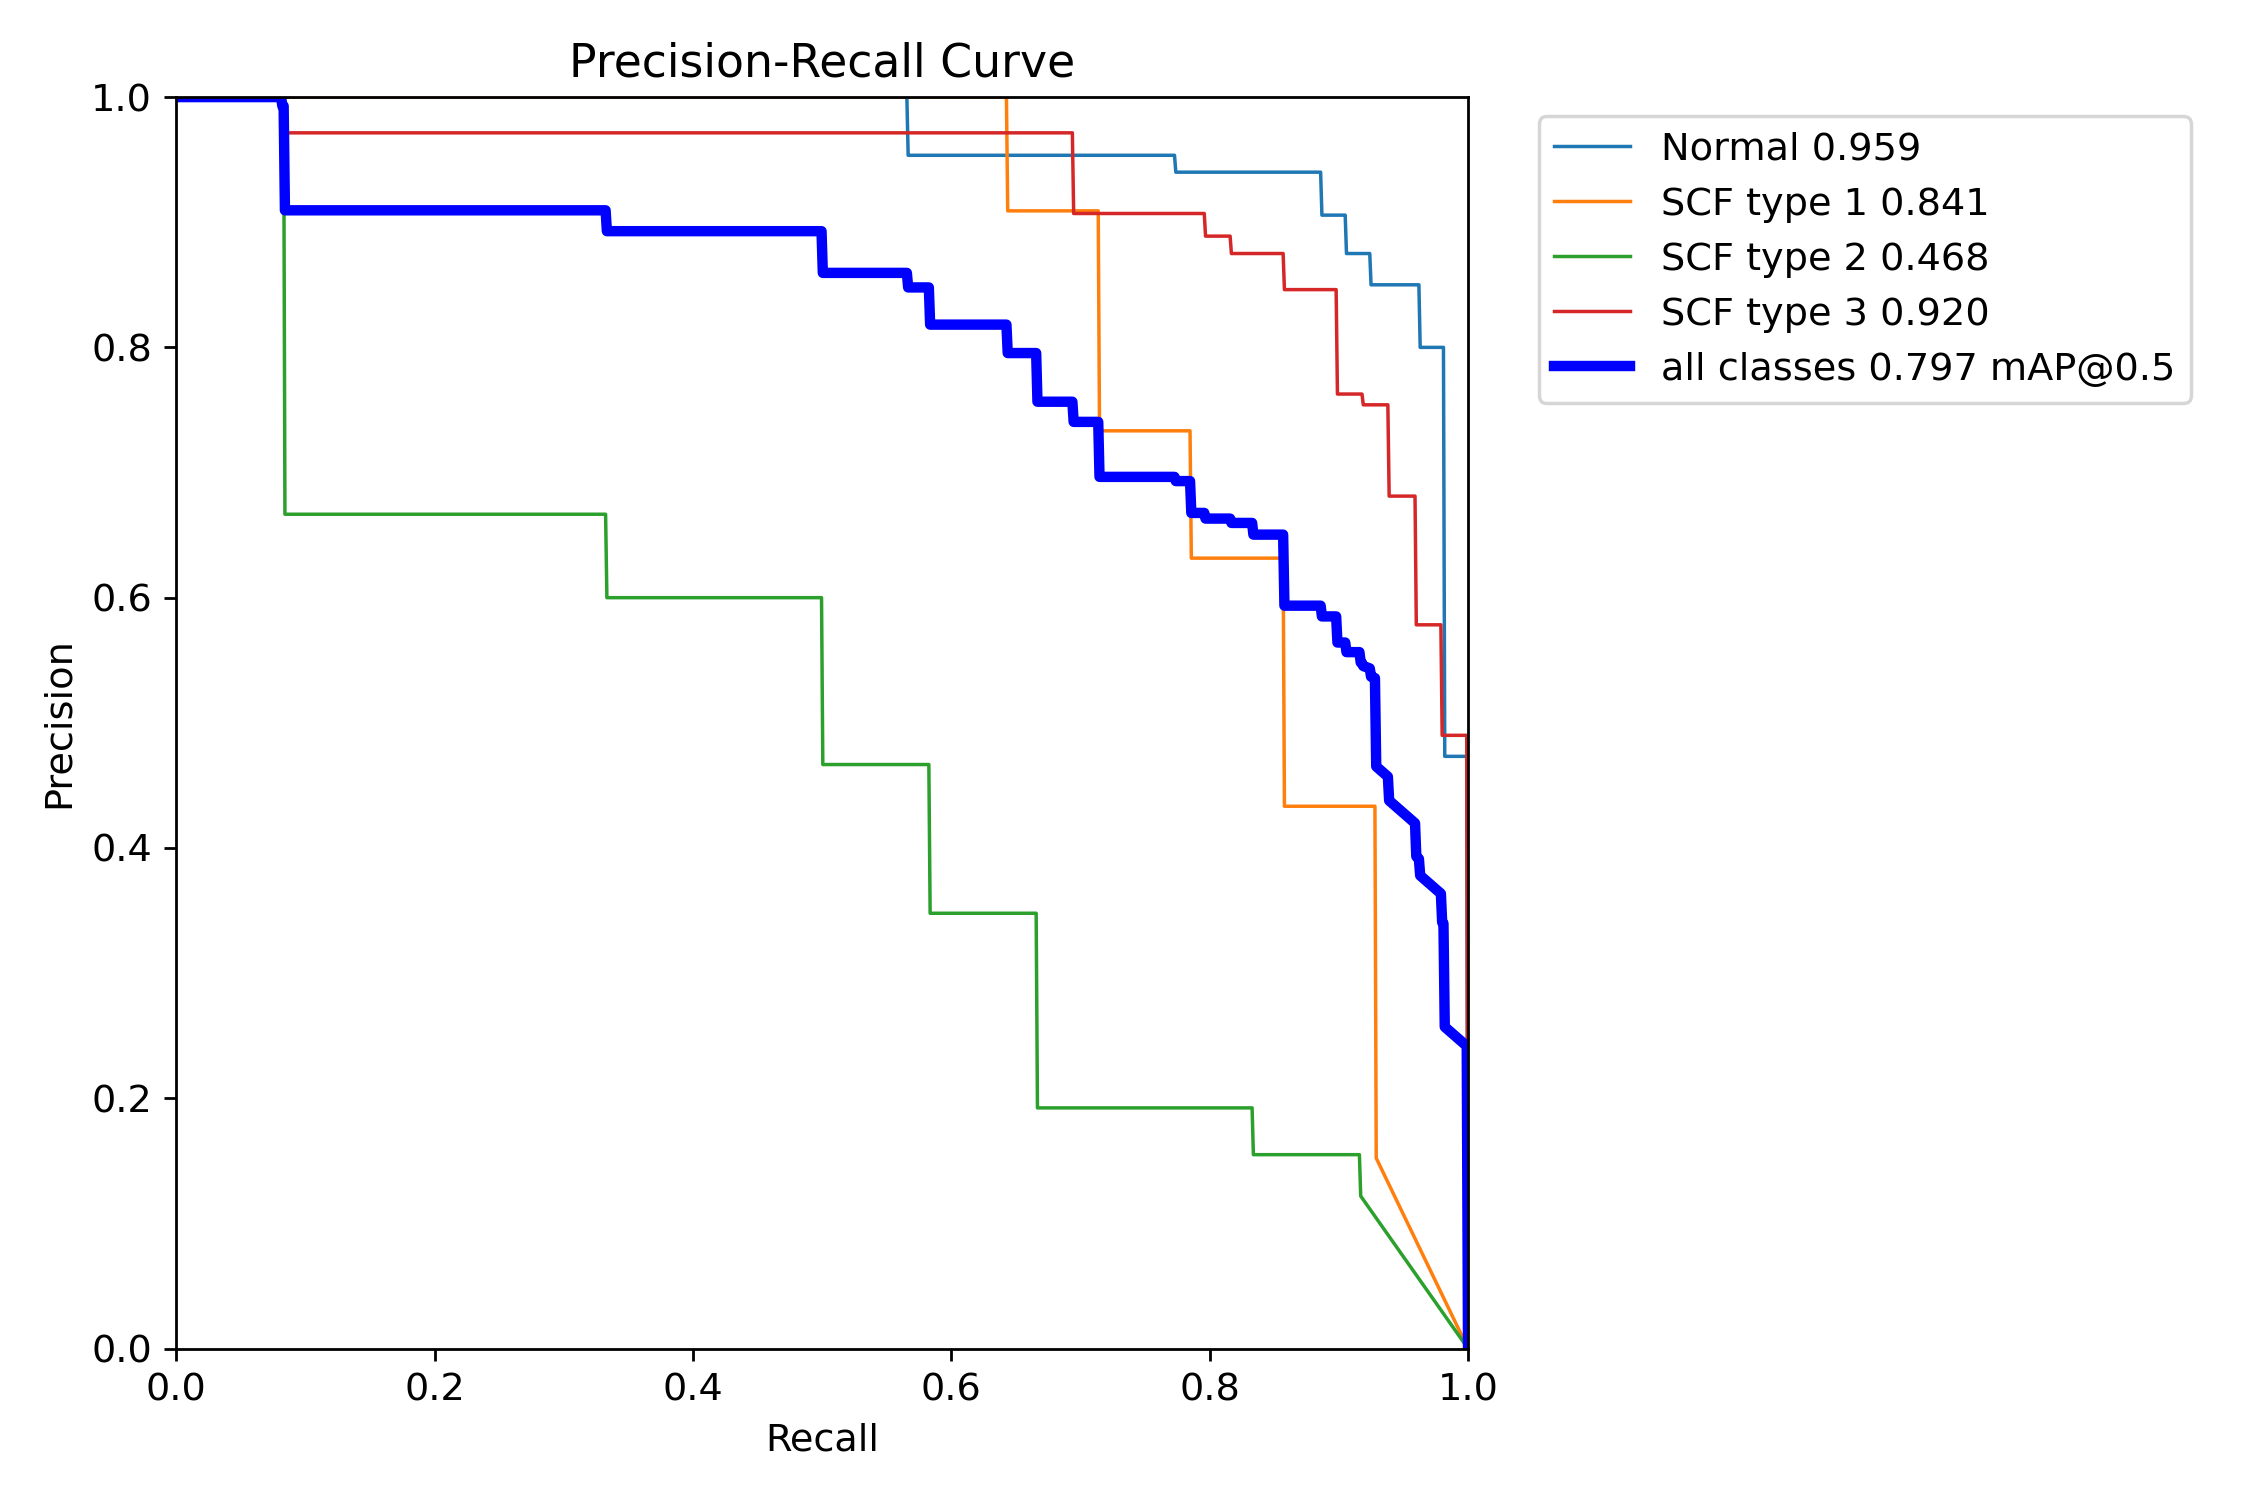 Precision-Recall Curve
1.0
0.8
0.6
0.4
0.2
0.0
Precision
0.0 0.2 0.4 0.6 0.8 1.0
Recall
Normal 0.959
SCF type 1 0.841
SCF type 2 0.468
SCF type 3 0.920
all classes 0.797 mAP@0.5